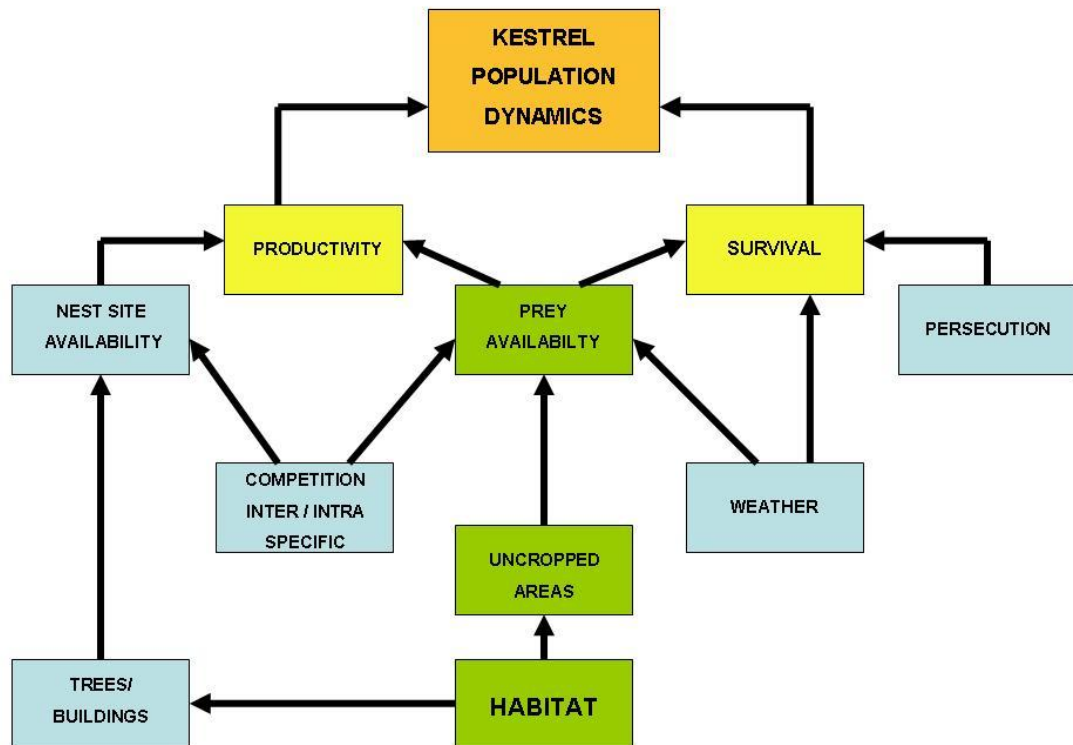 KESTREL
POPULATION
DYNAMICS
PRODUCTIVITY
SURVIVAL
NEST SITE
AVAILABILITY
PREY
AVAILABILTY
PERSECUTION
COMPETITION
INTER / INTRA
SPECIFIC
WEATHER
UNCROPPED
AREAS
TREES/
BUILDINGS
HABITAT